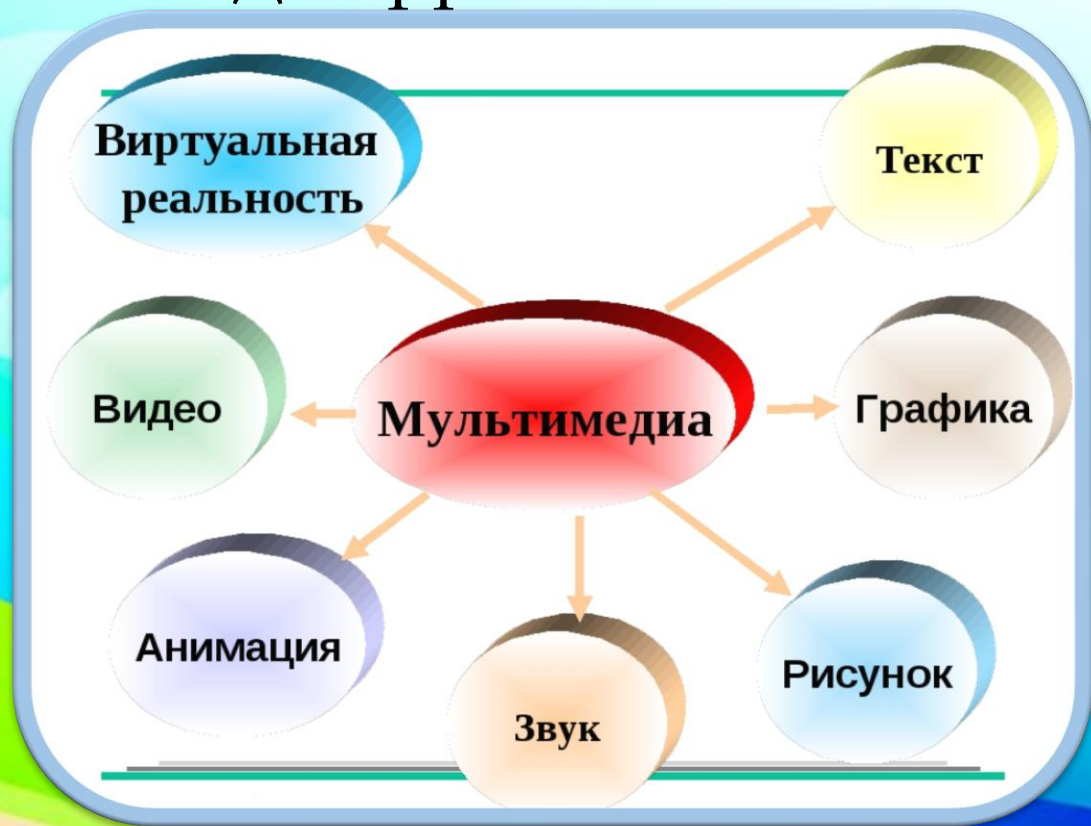 Виртуальная
реальность
Текст
Видео
Мультимедиа
Графика
Анимация
Звук
Рисунок